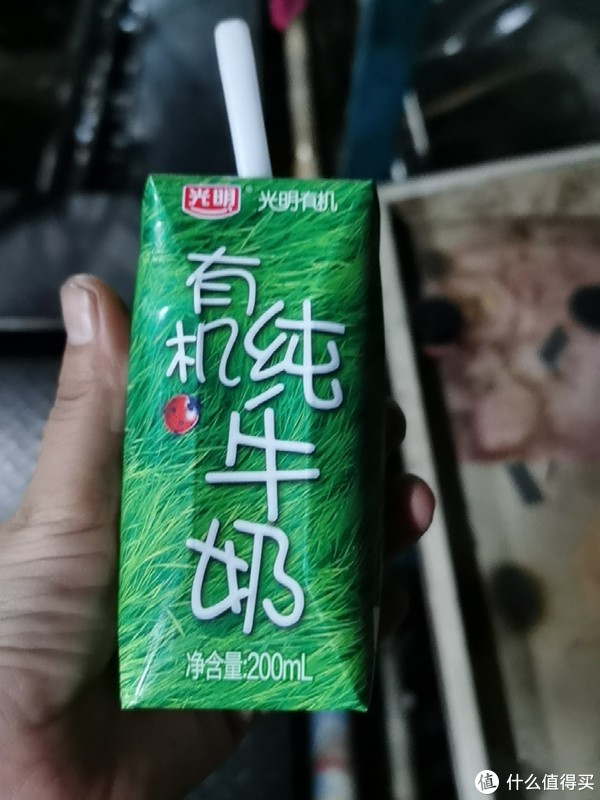 光明® 光明有机
有机
纯牛奶
净含量:200mL
值 什么值得买